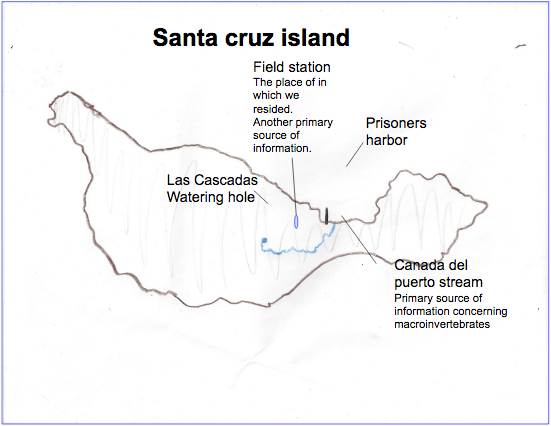 Santa cruz island
Field station
The place of in
which we
resided.
Another primary
source of
information.
Prisoners
harbor
Las Cascadas
Watering hole
Canada del
puerto stream
Primary source of
information concerning
macroinvertebrates